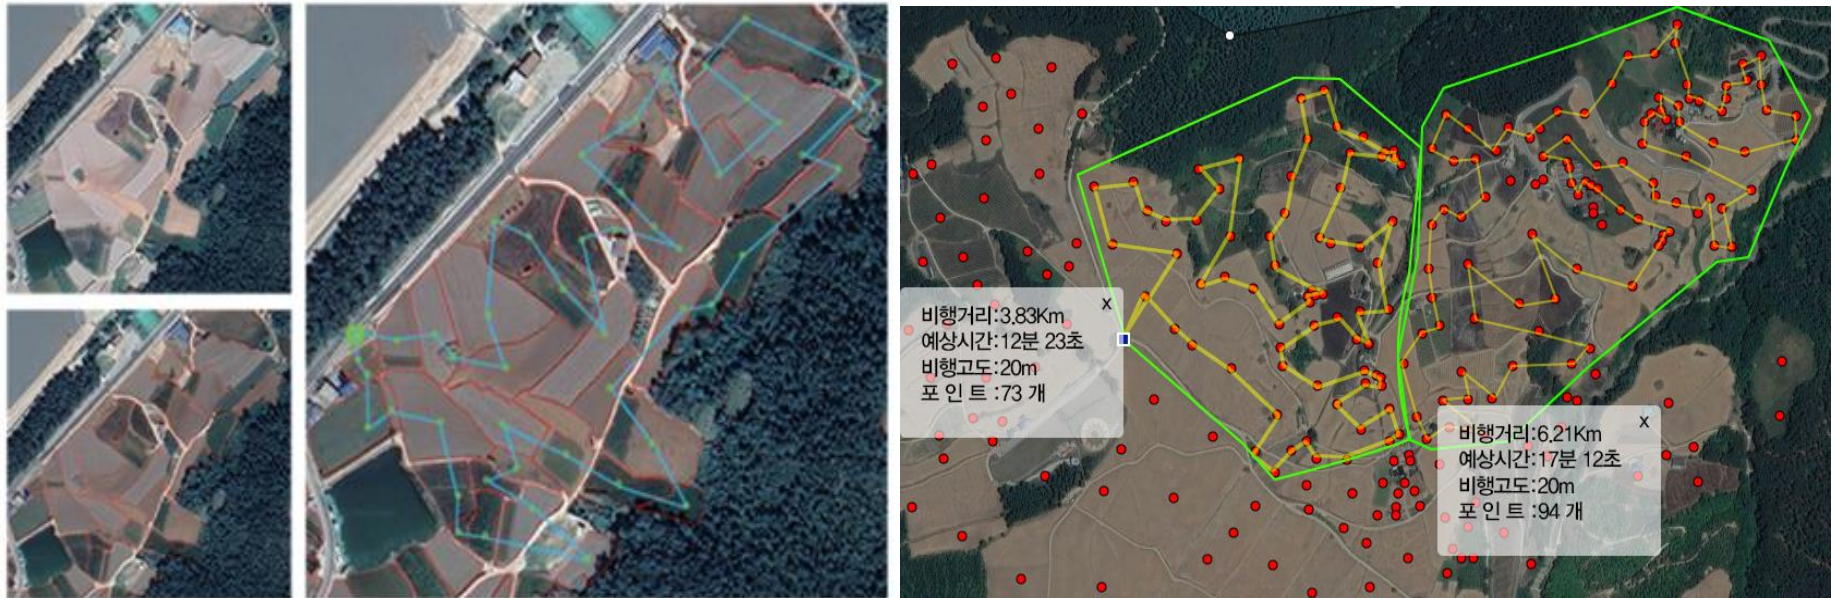 x
비행거리:3.83Km
예상시간:12분 23초
비행고도:20m
포 인 트 :73 개
x
비행거리:6.21Km
예상시간:17분 12초
비행고도:20m
포 인 트 :94 개